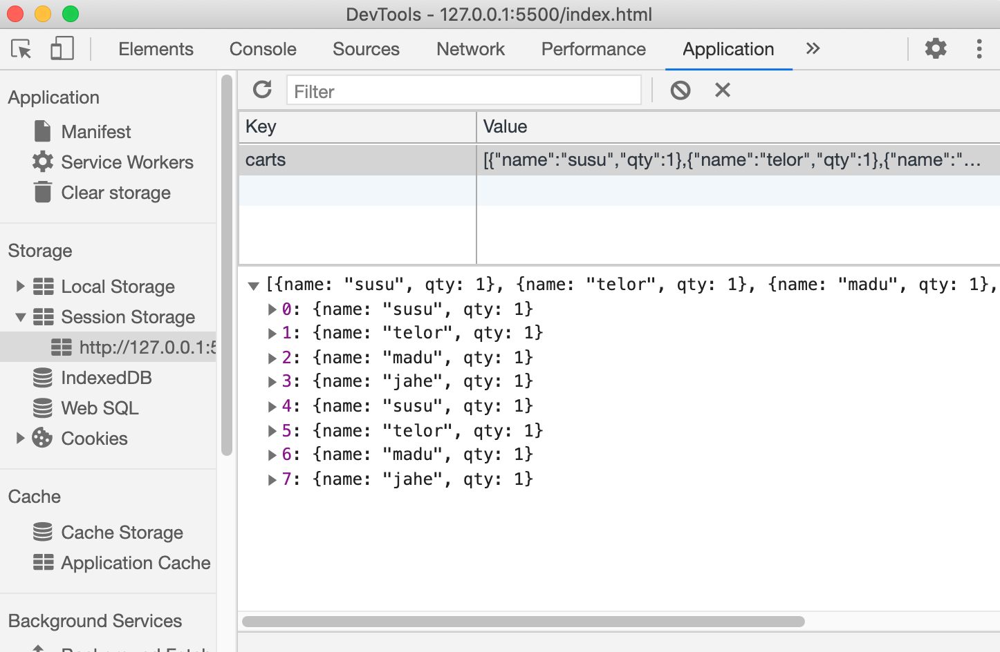 DevTools - 127.0.0.1:5500/index.html
Elements Console Sources Network Performance Application
Application
Manifest
Service Workers
Clear storage
Storage
Local Storage
Session Storage
http://127.0.0.1:5
IndexedDB
Web SQL
Cookies
Cache
Cache Storage
Application Cache
Background Services
Background Fetch
Filter
Key Value
carts [{"name":"susu","qty":1},{"name":"telor","qty":1},{"name":"…
[{name: "susu", qty: 1}, {name: "telor", qty: 1}, {name: "madu", qty: 1},
0: {name: "susu", qty: 1}
1: {name: "telor", qty: 1}
2: {name: "madu", qty: 1}
3: {name: "jahe", qty: 1}
4: {name: "susu", qty: 1}
5: {name: "telor", qty: 1}
6: {name: "madu", qty: 1}
7: {name: "jahe", qty: 1}